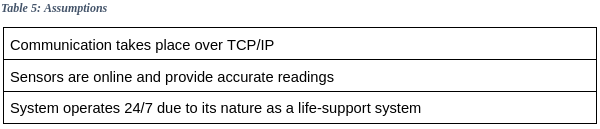 Table 5: Assumptions
Communication takes place over TCP/IP
Sensors are online and provide accurate readings
System operates 24/7 due to its nature as a life-support system